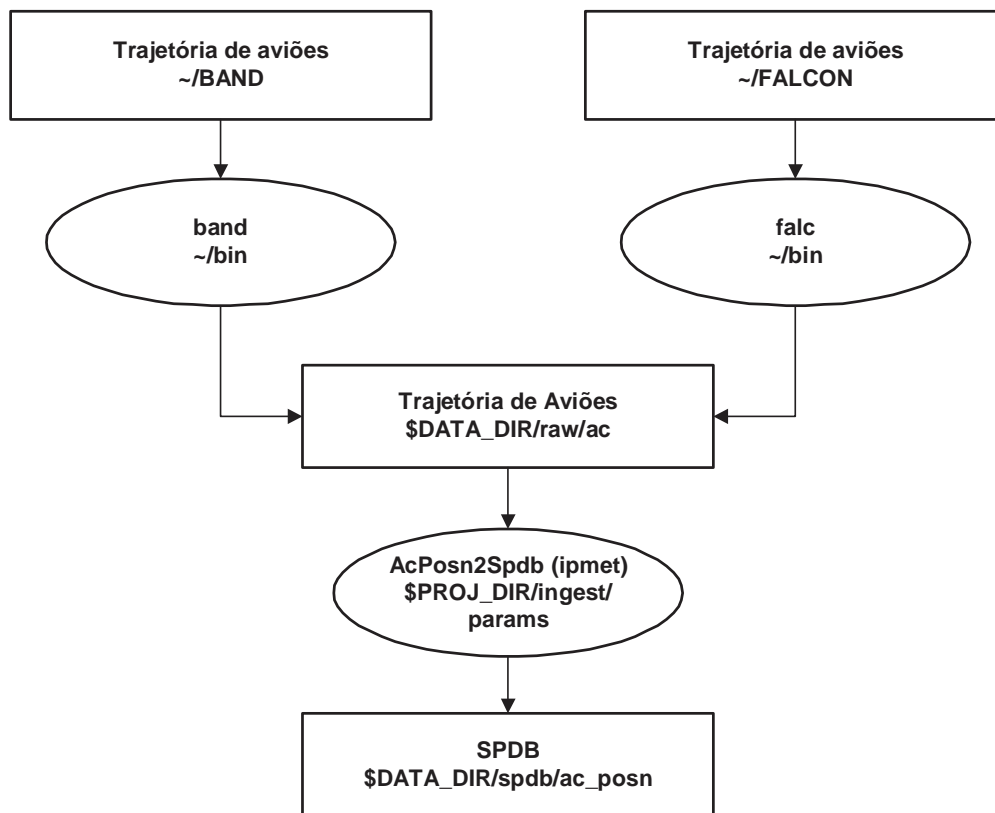 Trajetória de aviões
~/BAND
Trajetória de aviões
~/FALCON
band
~/bin
falc
~/bin
Trajetória de Aviões
$DATA_DIR/raw/ac
AcPosn2Spdb (ipmet)
$PROJ_DIR/ingest/
params
SPDB
$DATA_DIR/spdb/ac_posn